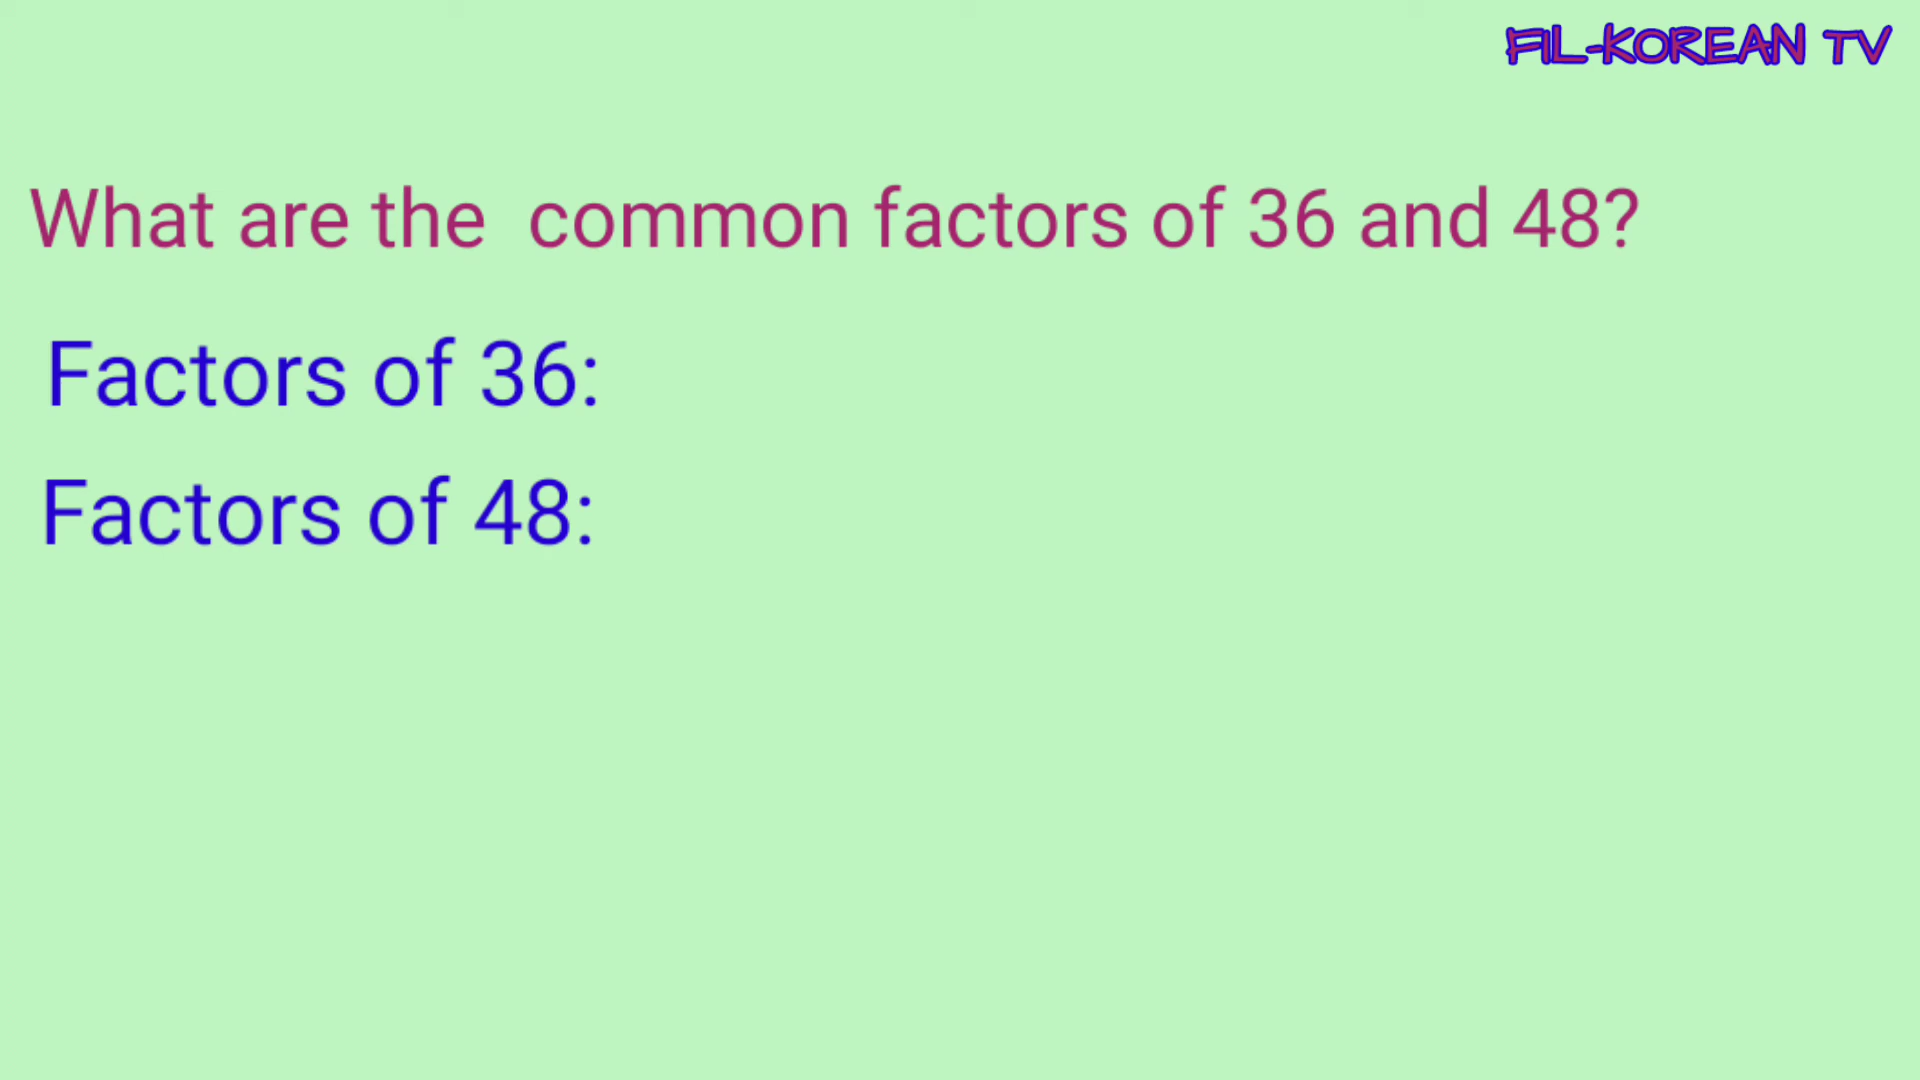 FIL-KOREAN TV
What are the common factors of 36 and 48?
Factors of 36:
Factors of 48: